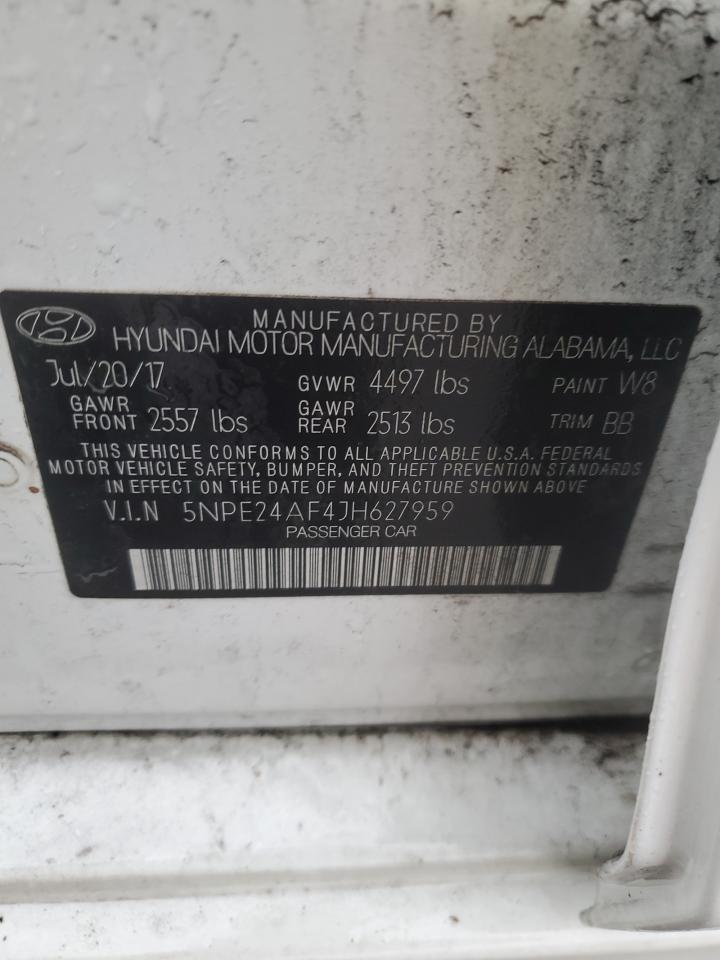 MANUFACTURED BY
HYUNDAI MOTOR MANUFACTURING ALABAMA, LLC
Jul/20/17 GVWR 4497 lbs PAINT W8
GAWR FRONT 2557 lbs GAWR REAR 2513 lbs TRIM BB
THIS VEHICLE CONFORMS TO ALL APPLICABLE U.S.A. FEDERAL
MOTOR VEHICLE SAFETY, BUMPER, AND THEFT PREVENTION STANDARDS
IN EFFECT ON THE DATE OF MANUFACTURE SHOWN ABOVE
V.I.N 5NPE24AF4JH627959
PASSENGER CAR